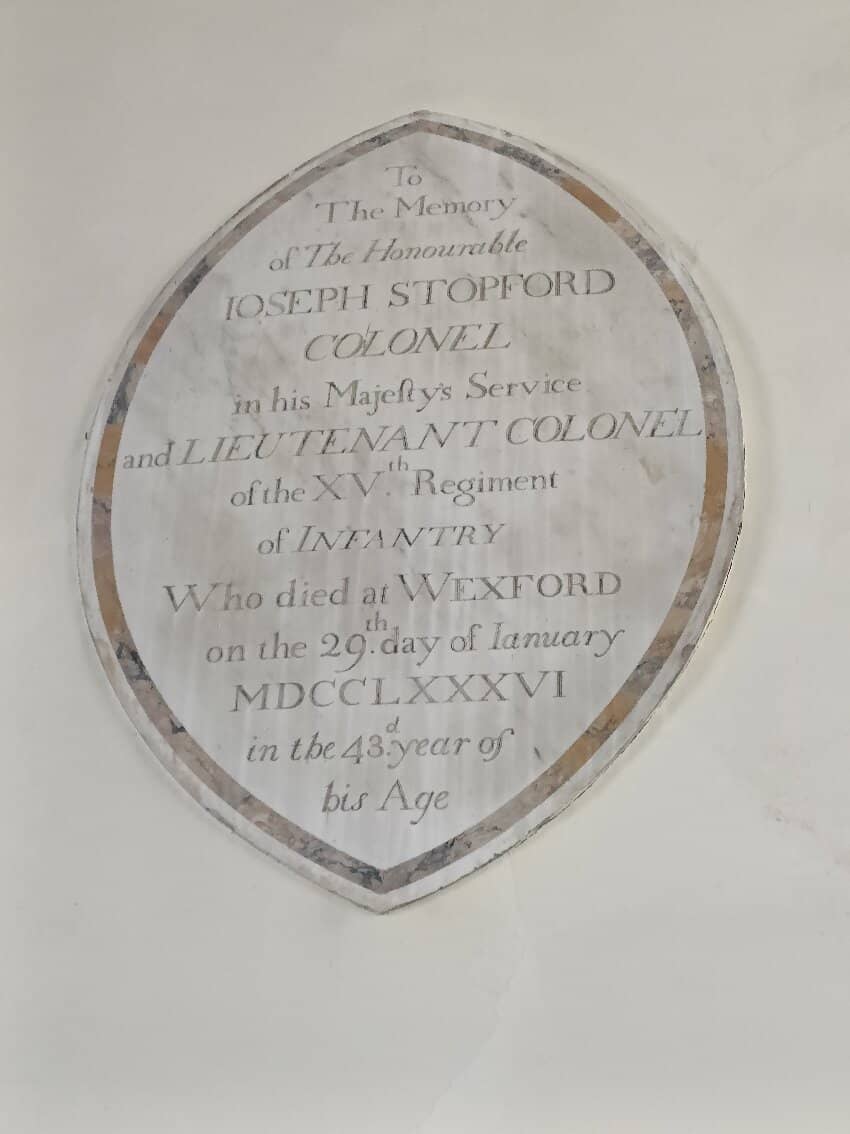 To
The Memory
of The Honourable
IOSEPH STOPFORD
COLONEL
in his Majeſty's Service
and LIEUTENANT COLONEL
of the XV.th Regiment
of INFANTRY
Who died at WEXFORD
on the 29.th day of Ianuary
MDCCLXXXVI
in the 43.d year of
his Age